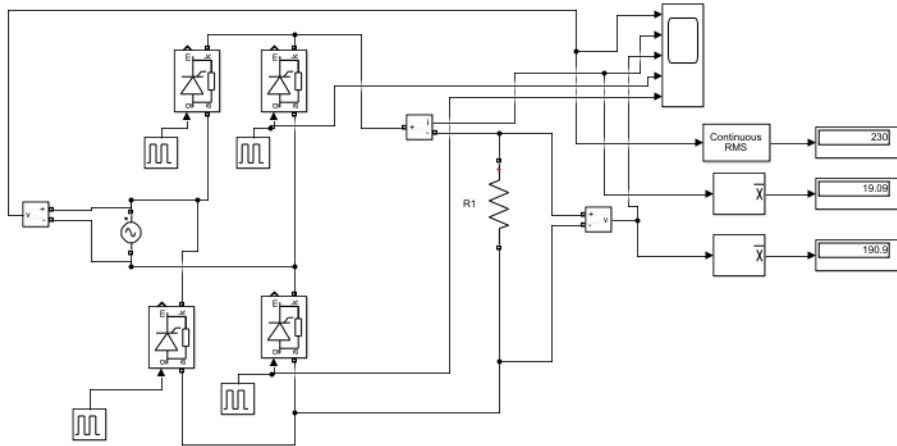 m
k
g
a
m
k
g
a
i
+
-
Continuous
RMS
230
19.09
R1
v
+
-
+
-
v
190.9
m
k
g
a
m
k
g
a